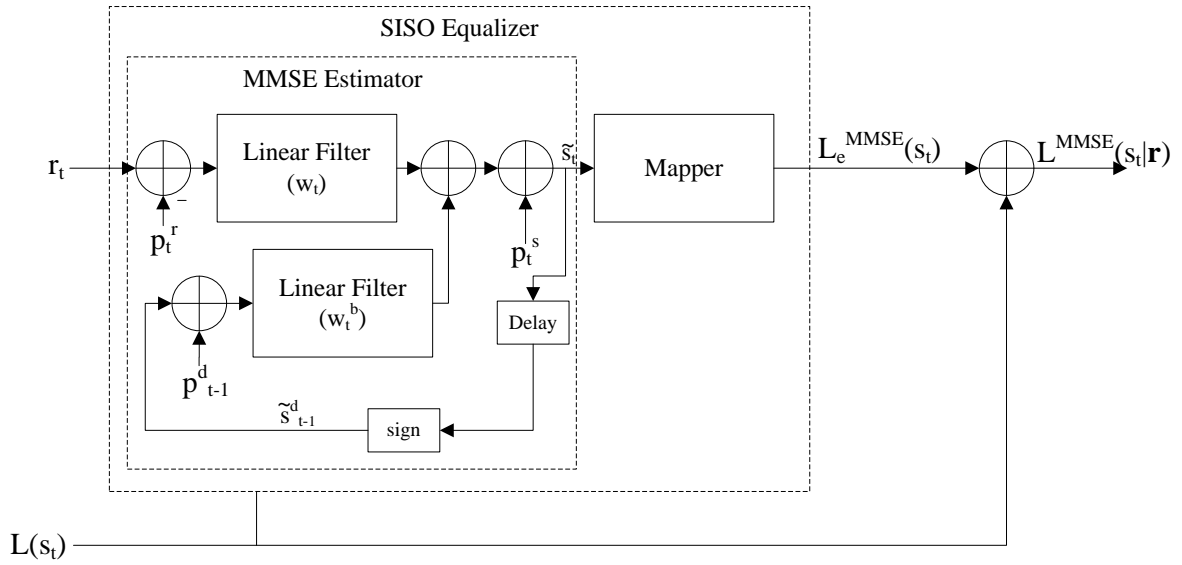 SISO Equalizer
MMSE Estimator
r_t
−
p_t^r
Linear Filter
(w_t)
s̃_t
p_t^s
Mapper
L_e^MMSE(s_t)
L^MMSE(s_t|r)
Linear Filter
(w_t^b)
p^d_t-1
Delay
s̃^d_t-1
sign
L(s_t)